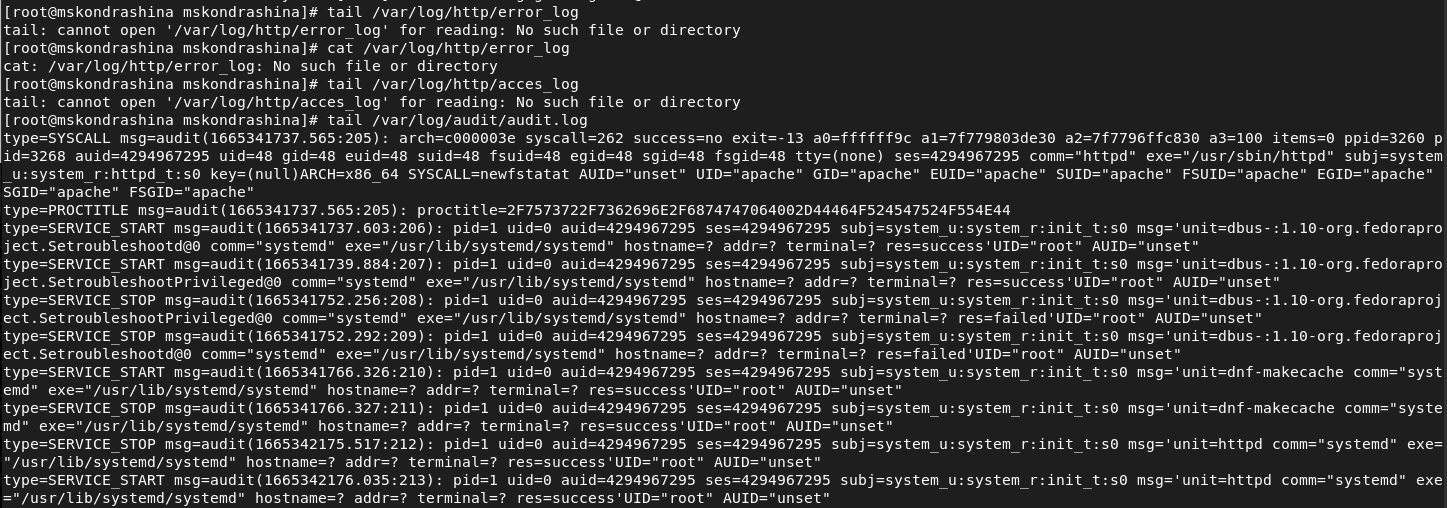 [root@mskondrashina mskondrashina]# tail /var/log/http/error_log
tail: cannot open '/var/log/http/error_log' for reading: No such file or directory
[root@mskondrashina mskondrashina]# cat /var/log/http/error_log
cat: /var/log/http/error_log: No such file or directory
[root@mskondrashina mskondrashina]# tail /var/log/http/acces_log
tail: cannot open '/var/log/http/acces_log' for reading: No such file or directory
[root@mskondrashina mskondrashina]# tail /var/log/audit/audit.log
type=SYSCALL msg=audit(1665341737.565:205): arch=c000003e syscall=262 success=no exit=-13 a0=ffffff9c a1=7f779803de30 a2=7f7796ffc830 a3=100 items=0 ppid=3260 p
id=3268 auid=4294967295 uid=48 gid=48 euid=48 suid=48 fsuid=48 egid=48 sgid=48 fsgid=48 tty=(none) ses=4294967295 comm="httpd" exe="/usr/sbin/httpd" subj=system
_u:system_r:httpd_t:s0 key=(null)ARCH=x86_64 SYSCALL=newfstatat AUID="unset" UID="apache" GID="apache" EUID="apache" SUID="apache" FSUID="apache" EGID="apache"
SGID="apache" FSGID="apache"
type=PROCTITLE msg=audit(1665341737.565:205): proctitle=2F7573722F7362696E2F6874747064002D44464F524547524F554E44
type=SERVICE_START msg=audit(1665341737.603:206): pid=1 uid=0 auid=4294967295 ses=4294967295 subj=system_u:system_r:init_t:s0 msg='unit=dbus-:1.10-org.fedorapro
ject.Setroubleshootd@0 comm="systemd" exe="/usr/lib/systemd/systemd" hostname=? addr=? terminal=? res=success'UID="root" AUID="unset"
type=SERVICE_START msg=audit(1665341739.884:207): pid=1 uid=0 auid=4294967295 ses=4294967295 subj=system_u:system_r:init_t:s0 msg='unit=dbus-:1.10-org.fedorapro
ject.SetroubleshootPrivileged@0 comm="systemd" exe="/usr/lib/systemd/systemd" hostname=? addr=? terminal=? res=success'UID="root" AUID="unset"
type=SERVICE_STOP msg=audit(1665341752.256:208): pid=1 uid=0 auid=4294967295 ses=4294967295 subj=system_u:system_r:init_t:s0 msg='unit=dbus-:1.10-org.fedoraproj
ect.SetroubleshootPrivileged@0 comm="systemd" exe="/usr/lib/systemd/systemd" hostname=? addr=? terminal=? res=failed'UID="root" AUID="unset"
type=SERVICE_STOP msg=audit(1665341752.292:209): pid=1 uid=0 auid=4294967295 ses=4294967295 subj=system_u:system_r:init_t:s0 msg='unit=dbus-:1.10-org.fedoraproj
ect.Setroubleshootd@0 comm="systemd" exe="/usr/lib/systemd/systemd" hostname=? addr=? terminal=? res=failed'UID="root" AUID="unset"
type=SERVICE_START msg=audit(1665341766.326:210): pid=1 uid=0 auid=4294967295 ses=4294967295 subj=system_u:system_r:init_t:s0 msg='unit=dnf-makecache comm="syst
emd" exe="/usr/lib/systemd/systemd" hostname=? addr=? terminal=? res=success'UID="root" AUID="unset"
type=SERVICE_STOP msg=audit(1665341766.327:211): pid=1 uid=0 auid=4294967295 ses=4294967295 subj=system_u:system_r:init_t:s0 msg='unit=dnf-makecache comm="syste
md" exe="/usr/lib/systemd/systemd" hostname=? addr=? terminal=? res=success'UID="root" AUID="unset"
type=SERVICE_STOP msg=audit(1665342175.517:212): pid=1 uid=0 auid=4294967295 ses=4294967295 subj=system_u:system_r:init_t:s0 msg='unit=httpd comm="systemd" exe=
"/usr/lib/systemd/systemd" hostname=? addr=? terminal=? res=success'UID="root" AUID="unset"
type=SERVICE_START msg=audit(1665342176.035:213): pid=1 uid=0 auid=4294967295 ses=4294967295 subj=system_u:system_r:init_t:s0 msg='unit=httpd comm="systemd" exe
="/usr/lib/systemd/systemd" hostname=? addr=? terminal=? res=success'UID="root" AUID="unset"